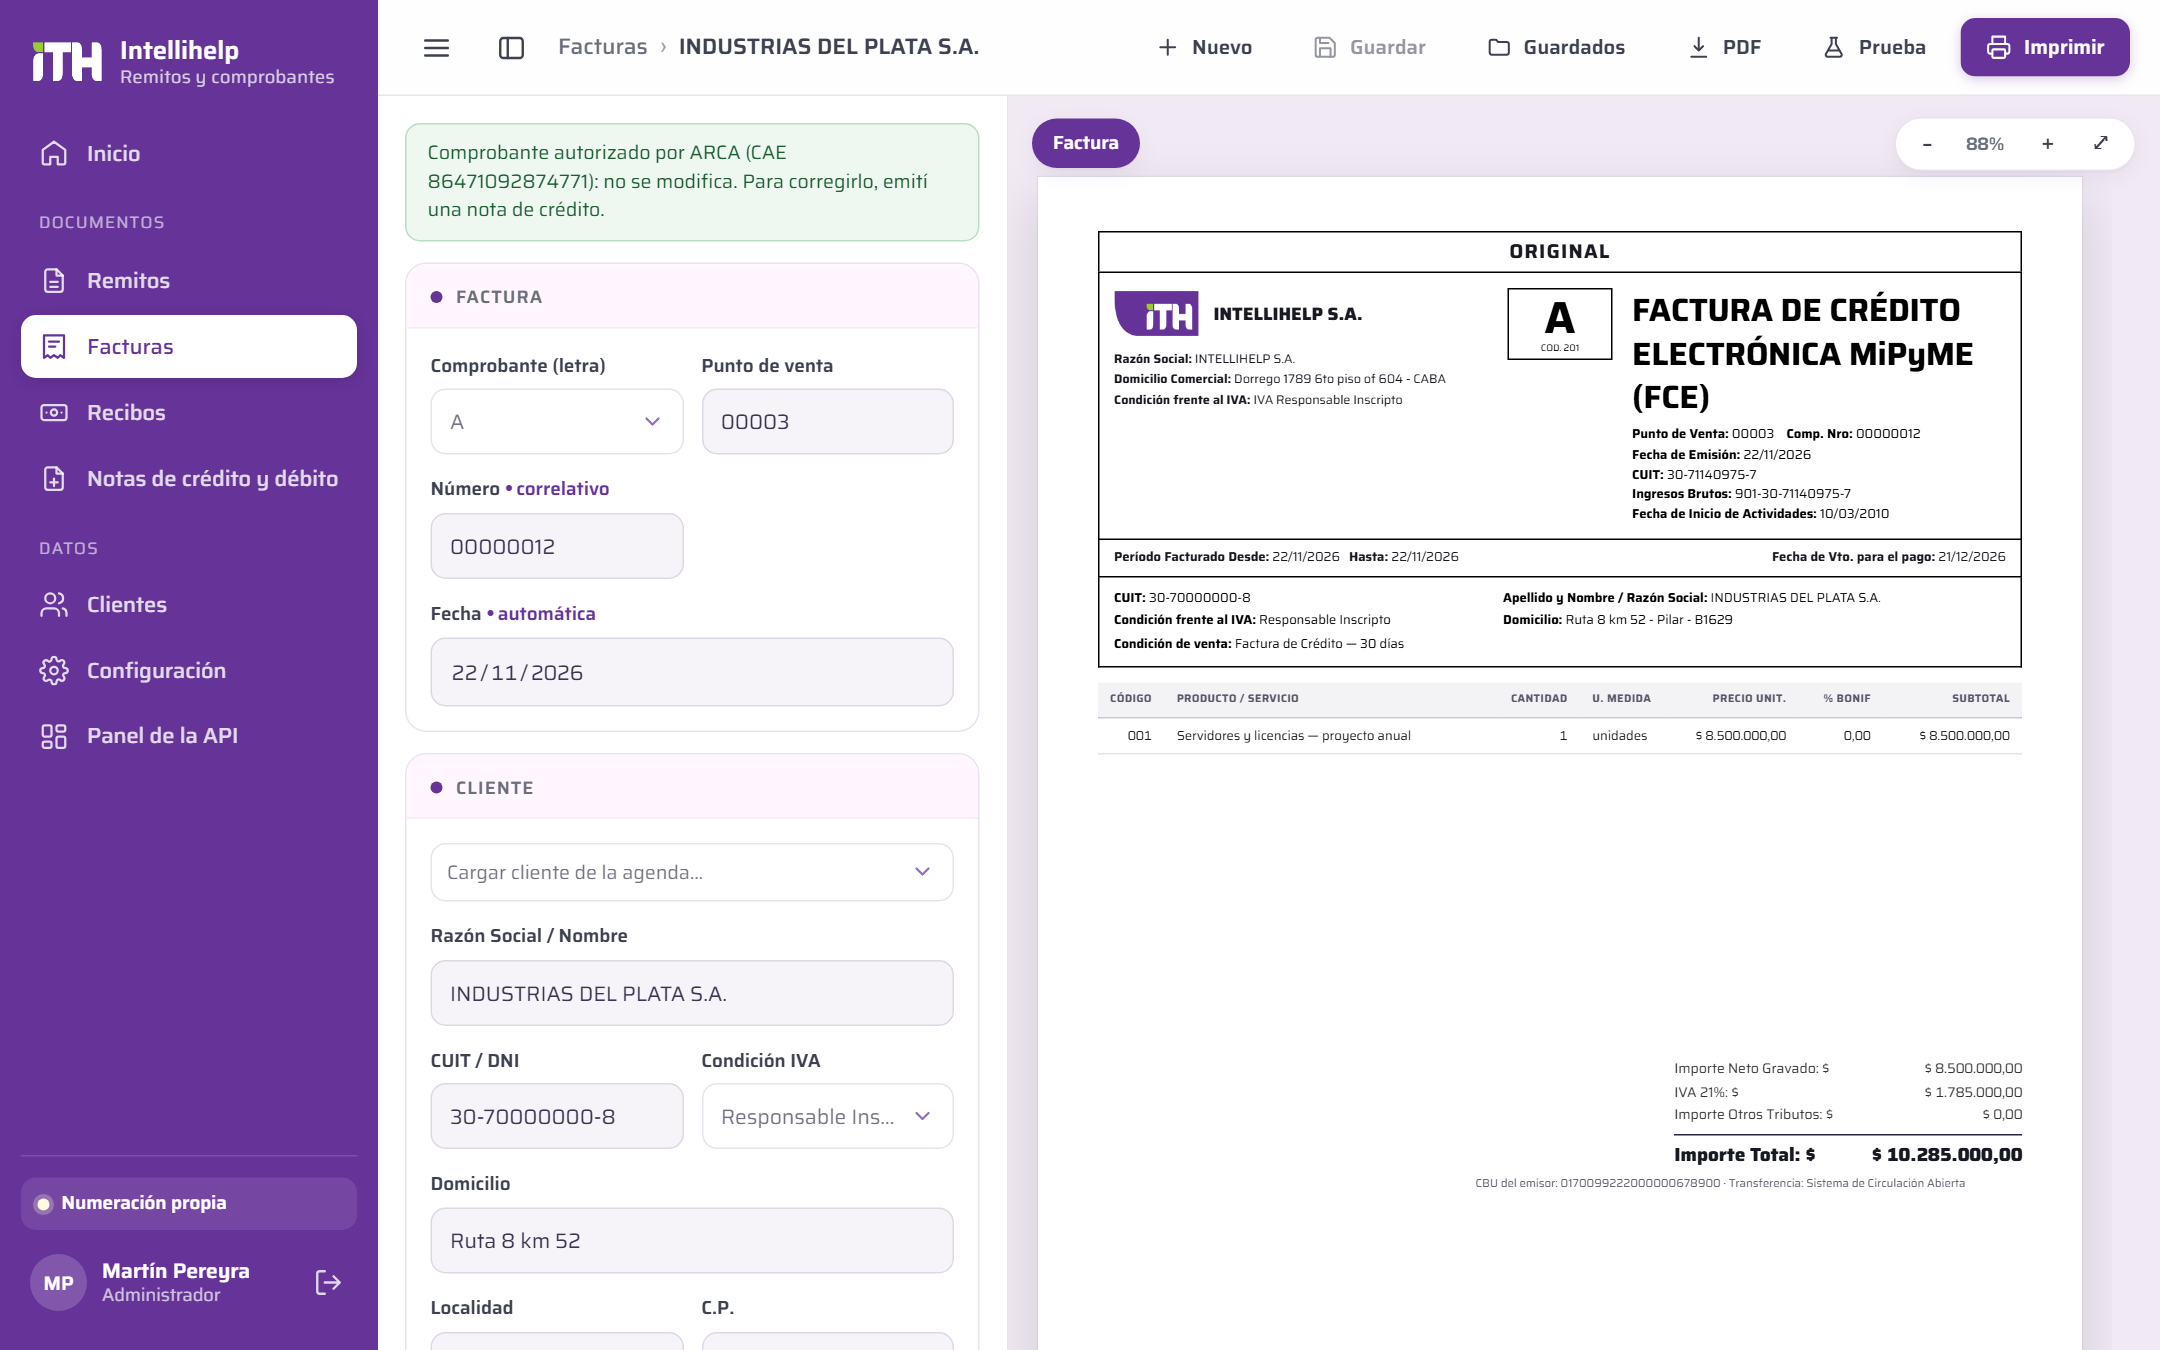 iTH
Intellihelp
Remitos y comprobantes
Inicio
DOCUMENTOS
Remitos
Facturas
Recibos
Notas de crédito y débito
DATOS
Clientes
Configuración
Panel de la API
Numeración propia
MP
Martín Pereyra
Administrador
Facturas › INDUSTRIAS DEL PLATA S.A.
Nuevo
Guardar
Guardados
PDF
Prueba
Imprimir
Comprobante autorizado por ARCA (CAE
86471092874771): no se modifica. Para corregirlo, emití
una nota de crédito.
FACTURA
Comprobante (letra)
Punto de venta
A
00003
Número • correlativo
00000012
Fecha • automática
22/11/2026
CLIENTE
Cargar cliente de la agenda...
Razón Social / Nombre
INDUSTRIAS DEL PLATA S.A.
CUIT / DNI
Condición IVA
30-70000000-8
Responsable Ins...
Domicilio
Ruta 8 km 52
Localidad
C.P.
Factura
– 88% +
ORIGINAL
iTH INTELLIHELP S.A.
Razón Social: INTELLIHELP S.A.
Domicilio Comercial: Dorrego 1789 6to piso of 604 - CABA
Condición frente al IVA: IVA Responsable Inscripto
A
COD. 201
FACTURA DE CRÉDITO
ELECTRÓNICA MiPyME
(FCE)
Punto de Venta: 00003 Comp. Nro: 00000012
Fecha de Emisión: 22/11/2026
CUIT: 30-71140975-7
Ingresos Brutos: 901-30-71140975-7
Fecha de Inicio de Actividades: 10/03/2010
Período Facturado Desde: 22/11/2026 Hasta: 22/11/2026 Fecha de Vto. para el pago: 21/12/2026
CUIT: 30-70000000-8 Apellido y Nombre / Razón Social: INDUSTRIAS DEL PLATA S.A.
Condición frente al IVA: Responsable Inscripto Domicilio: Ruta 8 km 52 - Pilar - B1629
Condición de venta: Factura de Crédito — 30 días
CÓDIGO PRODUCTO / SERVICIO CANTIDAD U. MEDIDA PRECIO UNIT. % BONIF SUBTOTAL
001 Servidores y licencias — proyecto anual 1 unidades $ 8.500.000,00 0,00 $ 8.500.000,00
Importe Neto Gravado: $ $ 8.500.000,00
IVA 21%: $ $ 1.785.000,00
Importe Otros Tributos: $ $ 0,00
Importe Total: $ $ 10.285.000,00
CBU del emisor: 0170099222000000678900 · Transferencia: Sistema de Circulación Abierta